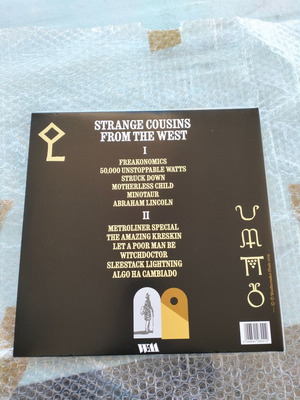 STRANGE COUSINS
FROM THE WEST
I
FREAKONOMICS
50,000 UNSTOPPABLE WATTS
STRUCK DOWN
MOTHERLESS CHILD
MINOTAUR
ABRAHAM LINCOLN
II
METROLINER SPECIAL
THE AMAZING KRESKIN
LET A POOR MAN BE
WITCHDOCTOR
SLEESTACK LIGHTNING
ALGO HA CAMBIADO